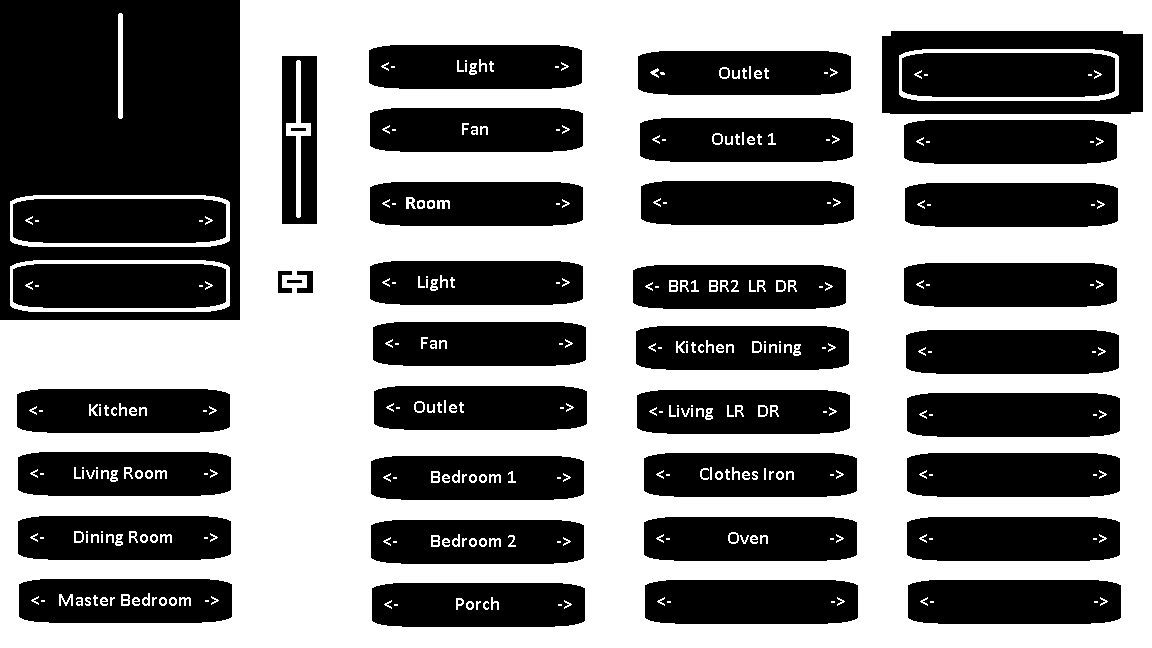 <- ->
<- ->
<- Kitchen ->
<- Living Room ->
<- Dining Room ->
<- Master Bedroom ->
<- Light ->
<- Fan ->
<- Room ->
<- Light ->
<- Fan ->
<- Outlet ->
<- Bedroom 1 ->
<- Bedroom 2 ->
<- Porch ->
<- Outlet ->
<- Outlet 1 ->
<- ->
<- BR1 BR2 LR DR ->
<- Kitchen Dining ->
<- Living LR DR ->
<- Clothes Iron ->
<- Oven ->
<- ->
<- ->
<- ->
<- ->
<- ->
<- ->
<- ->
<- ->
<- ->
<- ->